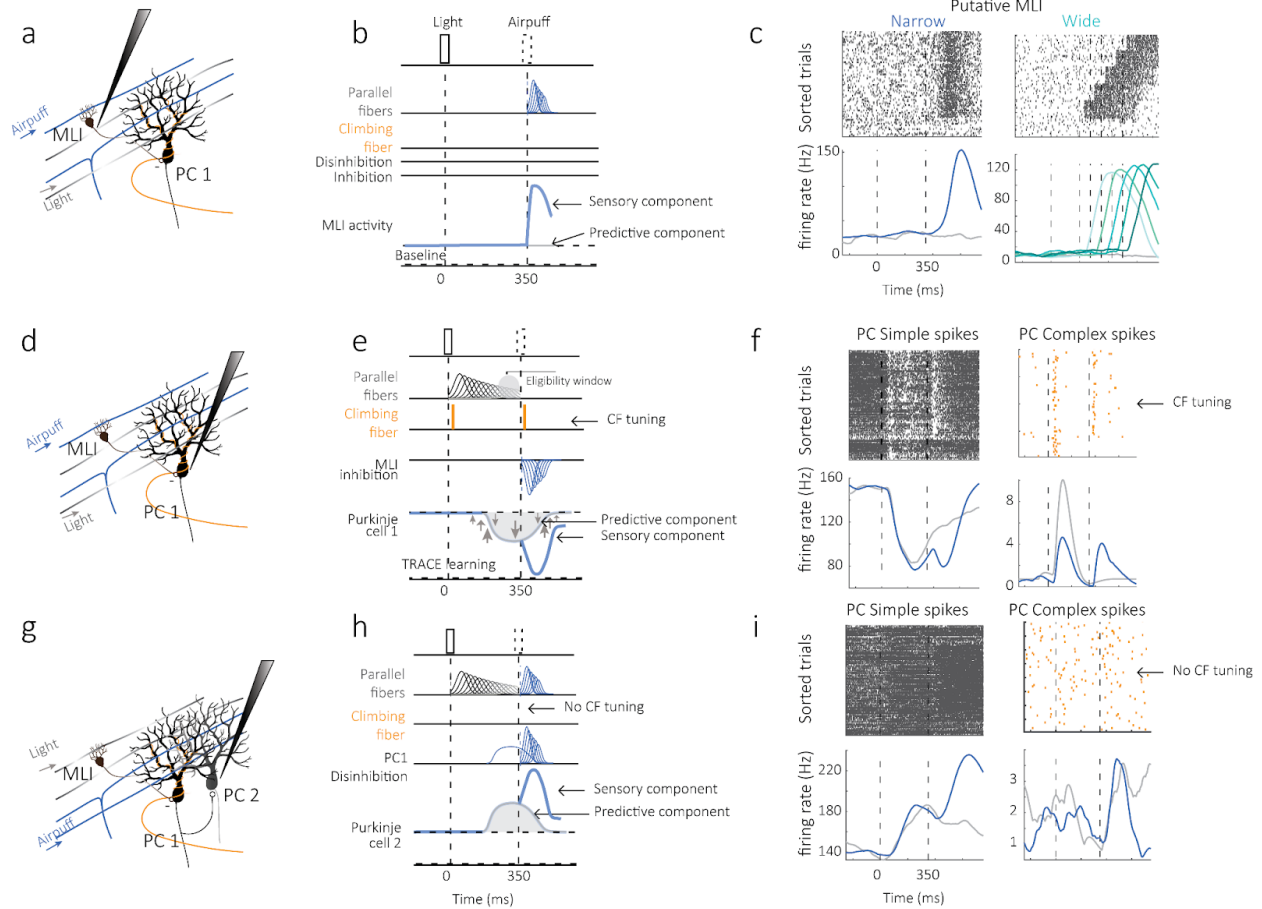 a
Airpuff
MLI
PC 1
Light
b
Light
Airpuff
Parallel
fibers
Climbing
fiber
Disinhibition
Inhibition
MLI activity
Sensory component
Predictive component
Baseline
0
350
c
Putative MLI
Narrow
Wide
Sorted trials
firing rate (Hz)
150
0
120
80
40
0
0
350
Time (ms)
d
Airpuff
MLI
PC 1
Light
e
Parallel
fibers
Eligibility window
Climbing
fiber
CF tuning
MLI
inhibition
Purkinje
cell 1
Predictive component
Sensory component
TRACE learning
0
350
f
PC Simple spikes
PC Complex spikes
Sorted trials
CF tuning
firing rate (Hz)
160
120
80
8
4
0
g
Light
MLI
PC 2
Airpuff
PC 1
h
Parallel
fibers
No CF tuning
Climbing
fiber
PC1
Disinhibition
Sensory component
Predictive component
Purkinje
cell 2
0
350
Time (ms)
i
PC Simple spikes
PC Complex spikes
Sorted trials
No CF tuning
firing rate (Hz)
220
180
140
3
2
1
0
350
Time (ms)